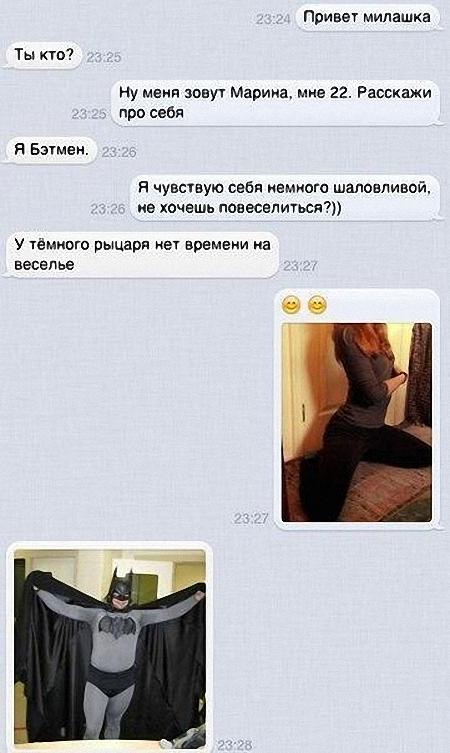 23:24 Привет милашка
Ты кто? 23:25
Ну меня зовут Марина, мне 22. Расскажи
23:25 про себя
Я Бэтмен. 23:26
Я чувствую себя немного шаловливой,
23:26 не хочешь повеселиться?))
У тёмного рыцаря нет времени на
веселье 23:27
23:27
23:28